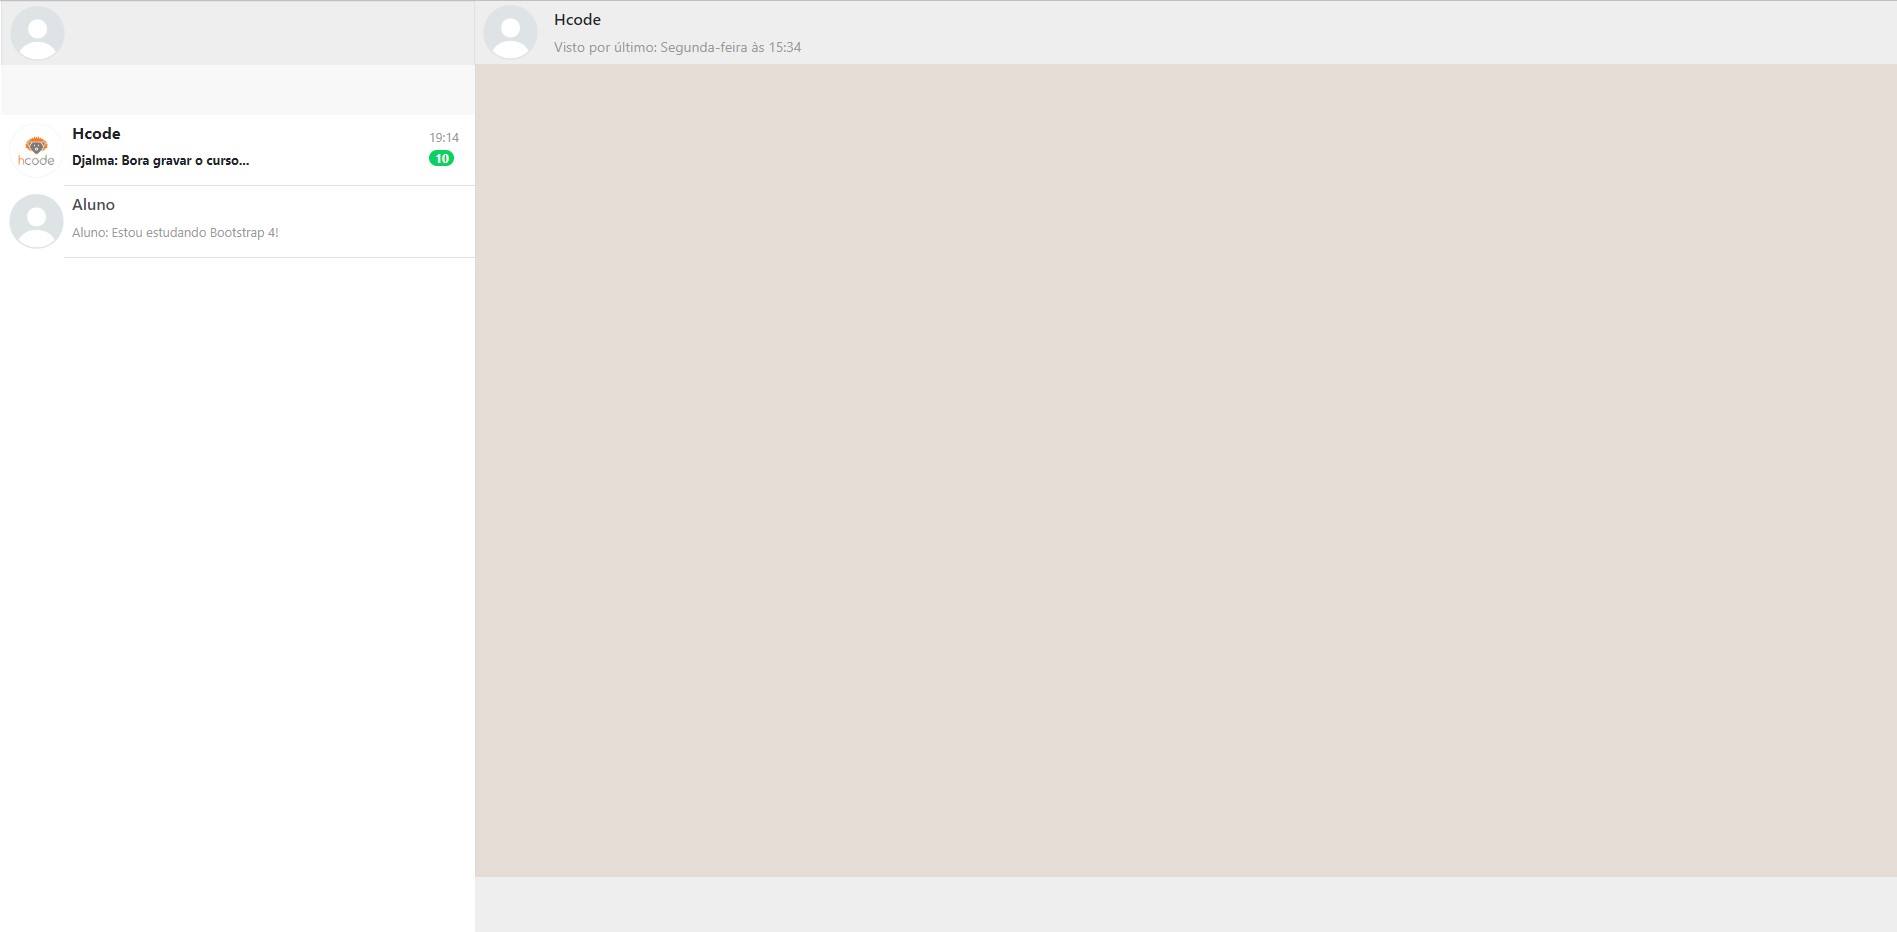 Hcode
Visto por último: Segunda-feira às 15:34
hcode
Hcode
19:14
Djalma: Bora gravar o curso...
10
Aluno
Aluno: Estou estudando Bootstrap 4!